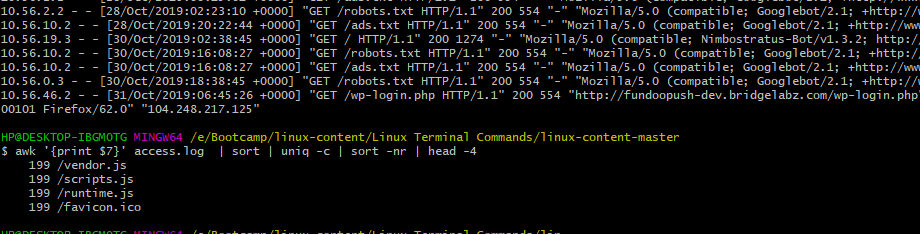 10.56.2.2 - - [28/Oct/2019:02:23:10 +0000] "GET /robots.txt HTTP/1.1" 200 554 "-" "Mozilla/5.0 (compatible; Googlebot/2.1; +http://ww
10.56.10.2 - - [28/Oct/2019:20:22:44 +0000] "GET /ads.txt HTTP/1.1" 200 554 "-" "Mozilla/5.0 (compatible; Googlebot/2.1; +http://www
10.56.19.3 - - [30/Oct/2019:02:38:45 +0000] "GET / HTTP/1.1" 200 1274 "-" "Mozilla/5.0 (compatible; Nimbostratus-Bot/v1.3.2; http://
10.56.10.2 - - [30/Oct/2019:16:08:27 +0000] "GET /robots.txt HTTP/1.1" 200 554 "-" "Mozilla/5.0 (compatible; Googlebot/2.1; +http://
10.56.10.2 - - [30/Oct/2019:16:08:27 +0000] "GET /ads.txt HTTP/1.1" 200 554 "-" "Mozilla/5.0 (compatible; Googlebot/2.1; +http://www
10.56.0.3 - - [30/Oct/2019:18:38:45 +0000] "GET /robots.txt HTTP/1.1" 200 554 "-" "Mozilla/5.0 (compatible; Googlebot/2.1; +http://w
10.56.46.2 - - [31/Oct/2019:06:45:26 +0000] "GET /wp-login.php HTTP/1.1" 200 554 "http://fundoopush-dev.bridgelabz.com/wp-login.php
00101 Firefox/62.0" "104.248.217.125"
HP@DESKTOP-IBGMOTG MINGW64 /e/Bootcamp/linux-content/Linux Terminal Commands/linux-content-master
$ awk '{print $7}' access.log | sort | uniq -c | sort -nr | head -4
199 /vendor.js
199 /scripts.js
199 /runtime.js
199 /favicon.ico